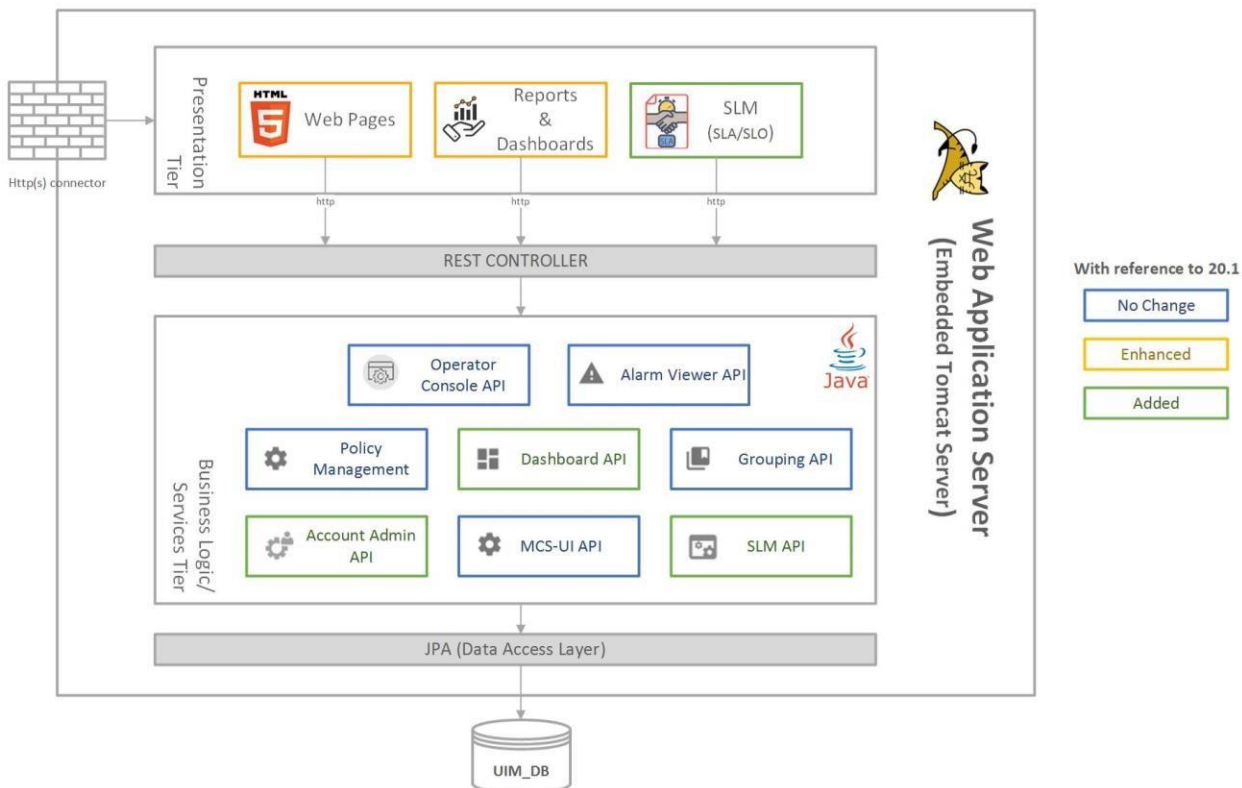 Http(s) connector
Presentation
Tier
HTML
5
Web Pages
Reports
&
Dashboards
SLA
SLM
(SLA/SLO)
http
http
http
REST CONTROLLER
Business Logic/
Services Tier
Java
Operator
Console API
Alarm Viewer API
Policy
Management
Dashboard API
Grouping API
Account Admin
API
MCS-UI API
SLM API
JPA (Data Access Layer)
UIM_DB
Web Application Server
(Embedded Tomcat Server)
With reference to 20.1
No Change
Enhanced
Added